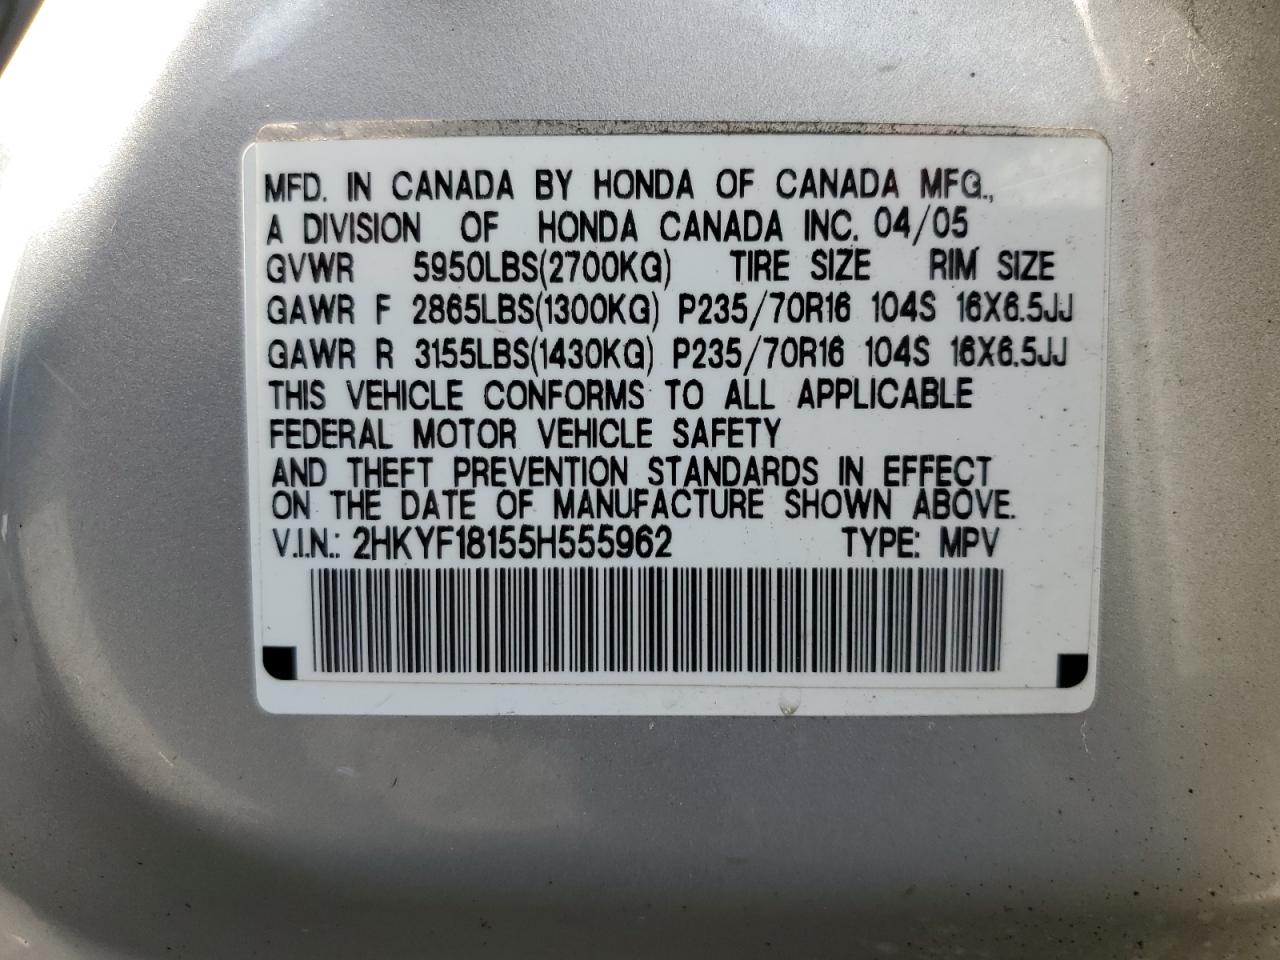 MFD. IN CANADA BY HONDA OF CANADA MFG.,
A DIVISION OF HONDA CANADA INC. 04/05
GVWR 5950LBS(2700KG) TIRE SIZE RIM SIZE
GAWR F 2865LBS(1300KG) P235/70R16 104S 16X6.5JJ
GAWR R 3155LBS(1430KG) P235/70R16 104S 16X6.5JJ
THIS VEHICLE CONFORMS TO ALL APPLICABLE
FEDERAL MOTOR VEHICLE SAFETY
AND THEFT PREVENTION STANDARDS IN EFFECT
ON THE DATE OF MANUFACTURE SHOWN ABOVE.
V.I.N.: 2HKYF18155H555962 TYPE: MPV